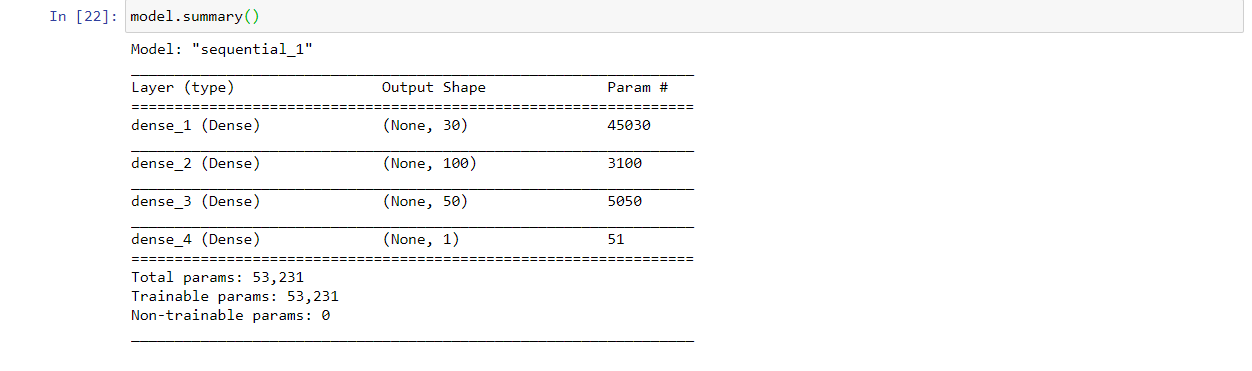 In [22]: model.summary()
Model: "sequential_1"
_________________________________________________________________
Layer (type)                 Output Shape              Param #
=================================================================
dense_1 (Dense)              (None, 30)                45030
_________________________________________________________________
dense_2 (Dense)              (None, 100)               3100
_________________________________________________________________
dense_3 (Dense)              (None, 50)                5050
_________________________________________________________________
dense_4 (Dense)              (None, 1)                 51
=================================================================
Total params: 53,231
Trainable params: 53,231
Non-trainable params: 0
_________________________________________________________________